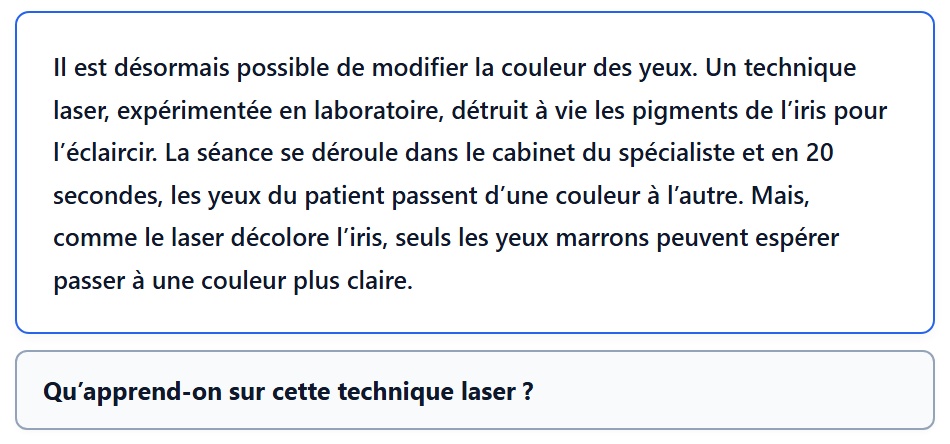 Il est désormais possible de modifier la couleur des yeux. Un technique
laser, expérimentée en laboratoire, détruit à vie les pigments de l’iris pour
l’éclaircir. La séance se déroule dans le cabinet du spécialiste et en 20
secondes, les yeux du patient passent d’une couleur à l’autre. Mais,
comme le laser décolore l’iris, seuls les yeux marrons peuvent espérer
passer à une couleur plus claire.
Qu’apprend-on sur cette technique laser ?